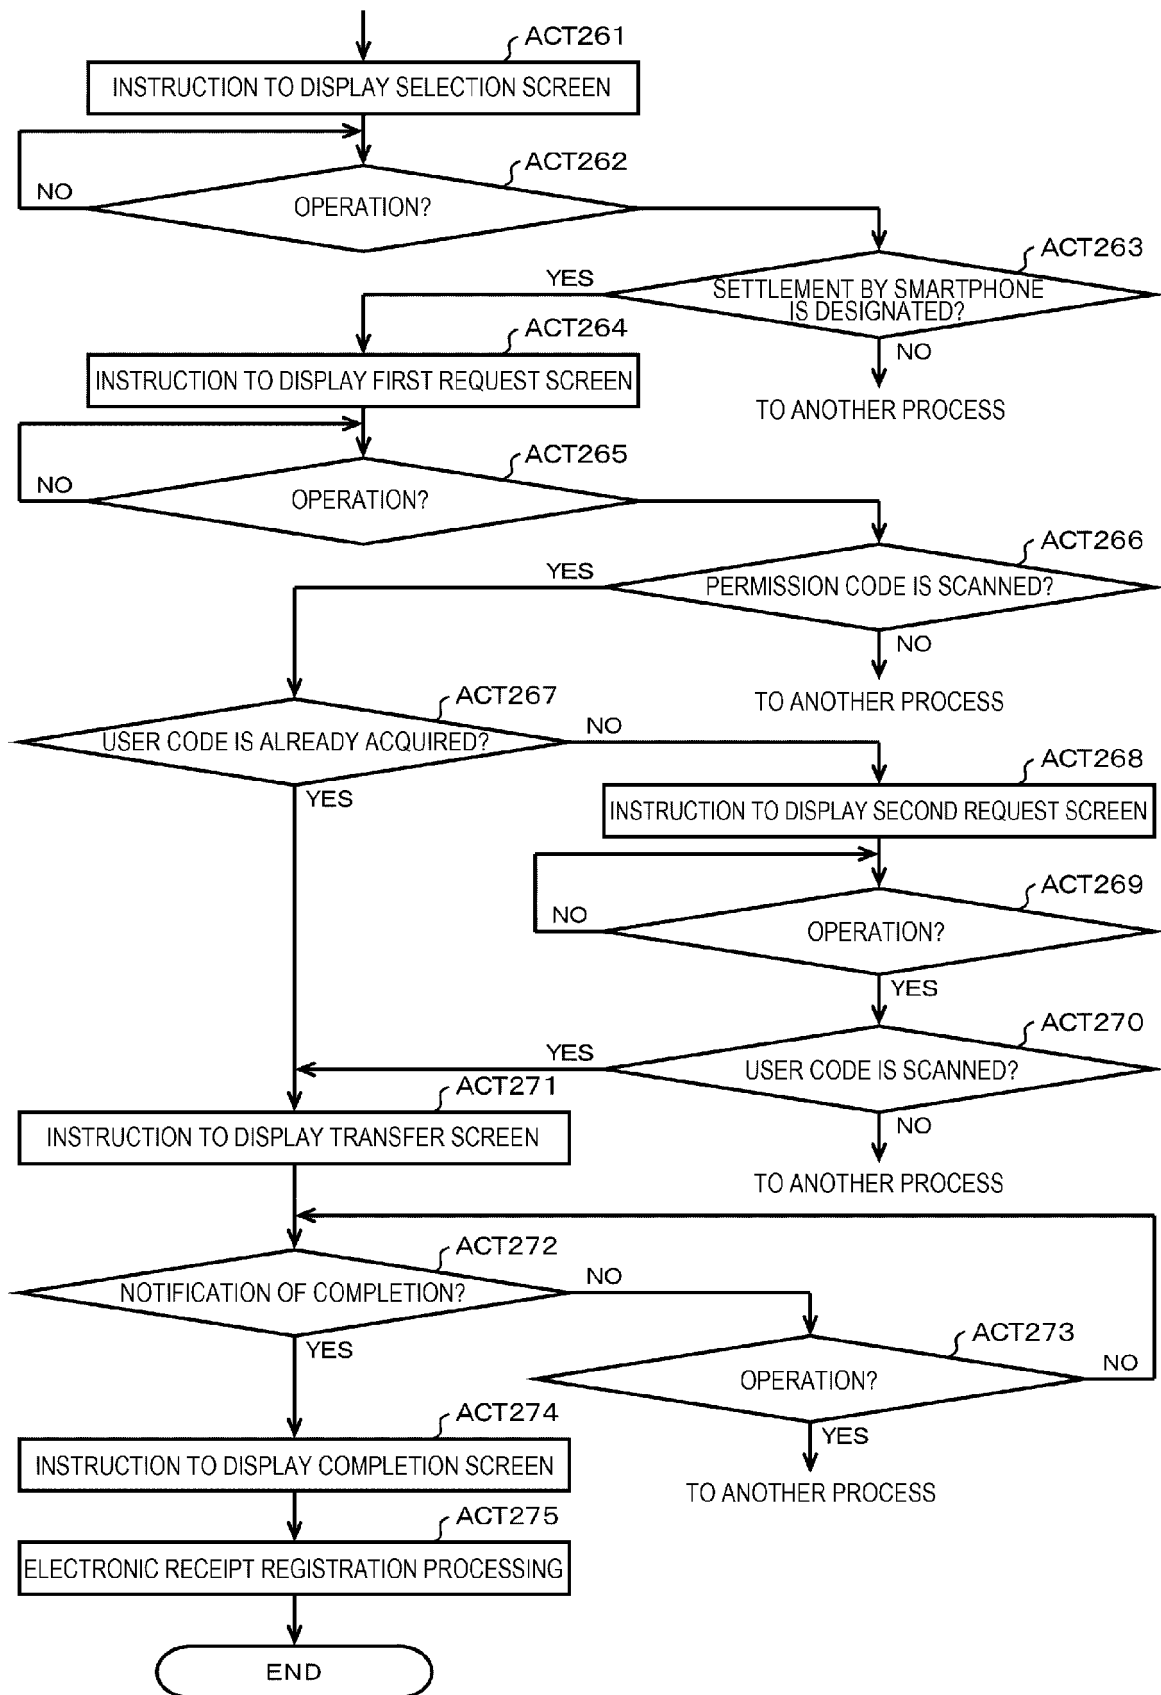 ACT261
INSTRUCTION TO DISPLAY SELECTION SCREEN
ACT262
NO
OPERATION?
ACT263
YES
SETTLEMENT BY SMARTPHONE
IS DESIGNATED?
NO
TO ANOTHER PROCESS
ACT264
INSTRUCTION TO DISPLAY FIRST REQUEST SCREEN
ACT265
NO
OPERATION?
ACT266
YES
PERMISSION CODE IS SCANNED?
NO
TO ANOTHER PROCESS
ACT267
USER CODE IS ALREADY ACQUIRED?
NO
YES
ACT268
INSTRUCTION TO DISPLAY SECOND REQUEST SCREEN
ACT269
NO
OPERATION?
YES
ACT270
YES
USER CODE IS SCANNED?
NO
TO ANOTHER PROCESS
ACT271
INSTRUCTION TO DISPLAY TRANSFER SCREEN
ACT272
NOTIFICATION OF COMPLETION?
NO
YES
ACT273
OPERATION?
NO
YES
TO ANOTHER PROCESS
ACT274
INSTRUCTION TO DISPLAY COMPLETION SCREEN
ACT275
ELECTRONIC RECEIPT REGISTRATION PROCESSING
END